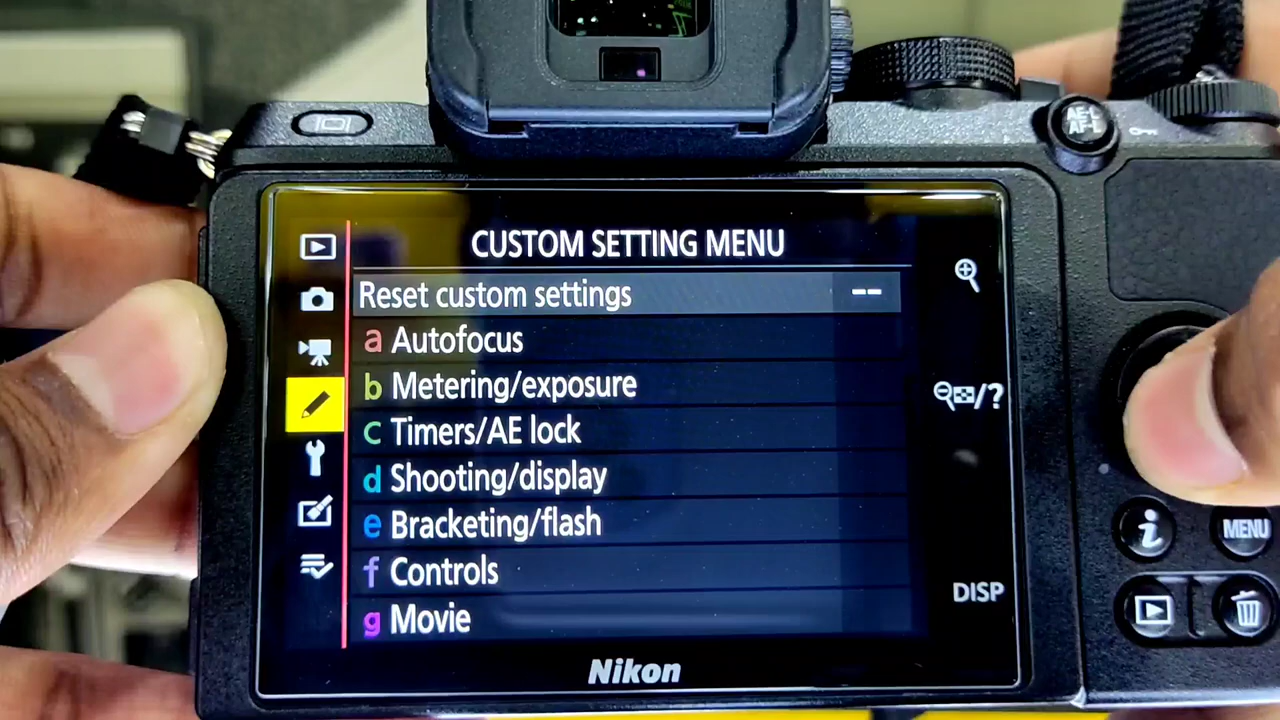 AE-L
AF-L
CUSTOM SETTING MENU
Reset custom settings --
a Autofocus
b Metering/exposure
c Timers/AE lock
d Shooting/display
e Bracketing/flash
f Controls
g Movie
/?
DISP
i
MENU
Nikon